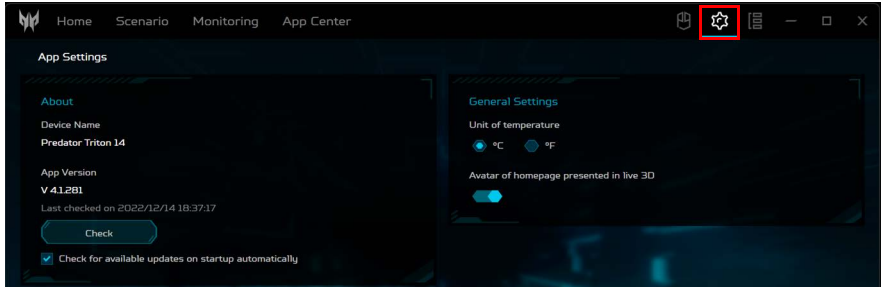 Home Scenario Monitoring App Center
App Settings
About
Device Name
Predator Triton 14
App Version
V 4.1.281
Last checked on 2022/12/14 18:37:17
Check
Check for available updates on startup automatically
General Settings
Unit of temperature
°C °F
Avatar of homepage presented in live 3D